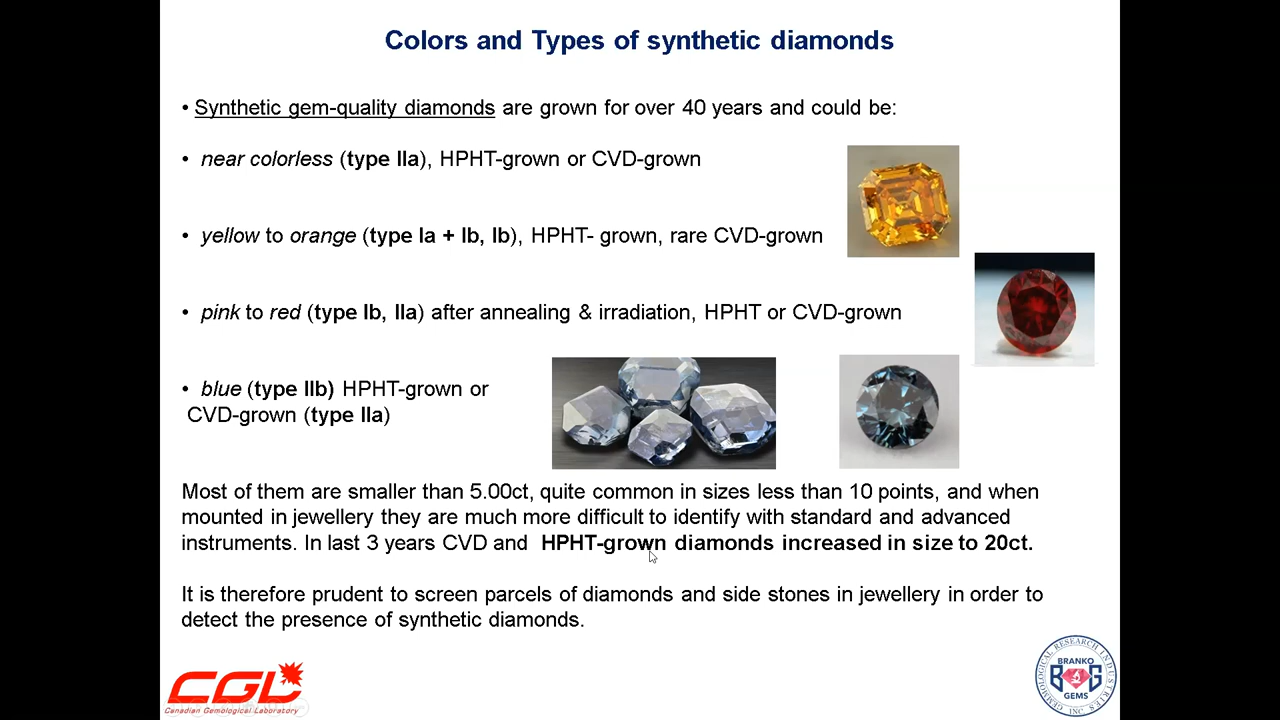 Colors and Types of synthetic diamonds
• Synthetic gem-quality diamonds are grown for over 40 years and could be:
• near colorless (type IIa), HPHT-grown or CVD-grown
• yellow to orange (type Ia + Ib, Ib), HPHT- grown, rare CVD-grown
• pink to red (type Ib, IIa) after annealing & irradiation, HPHT or CVD-grown
• blue (type IIb) HPHT-grown or
CVD-grown (type IIa)
Most of them are smaller than 5.00ct, quite common in sizes less than 10 points, and when
mounted in jewellery they are much more difficult to identify with standard and advanced
instruments. In last 3 years CVD and HPHT-grown diamonds increased in size to 20ct.
It is therefore prudent to screen parcels of diamonds and side stones in jewellery in order to
detect the presence of synthetic diamonds.
CGL
Canadian Gemological Laboratory
GEMOLOGICAL RESEARCH INDUSTRIES INC.
BRANKO
BG
GEMS